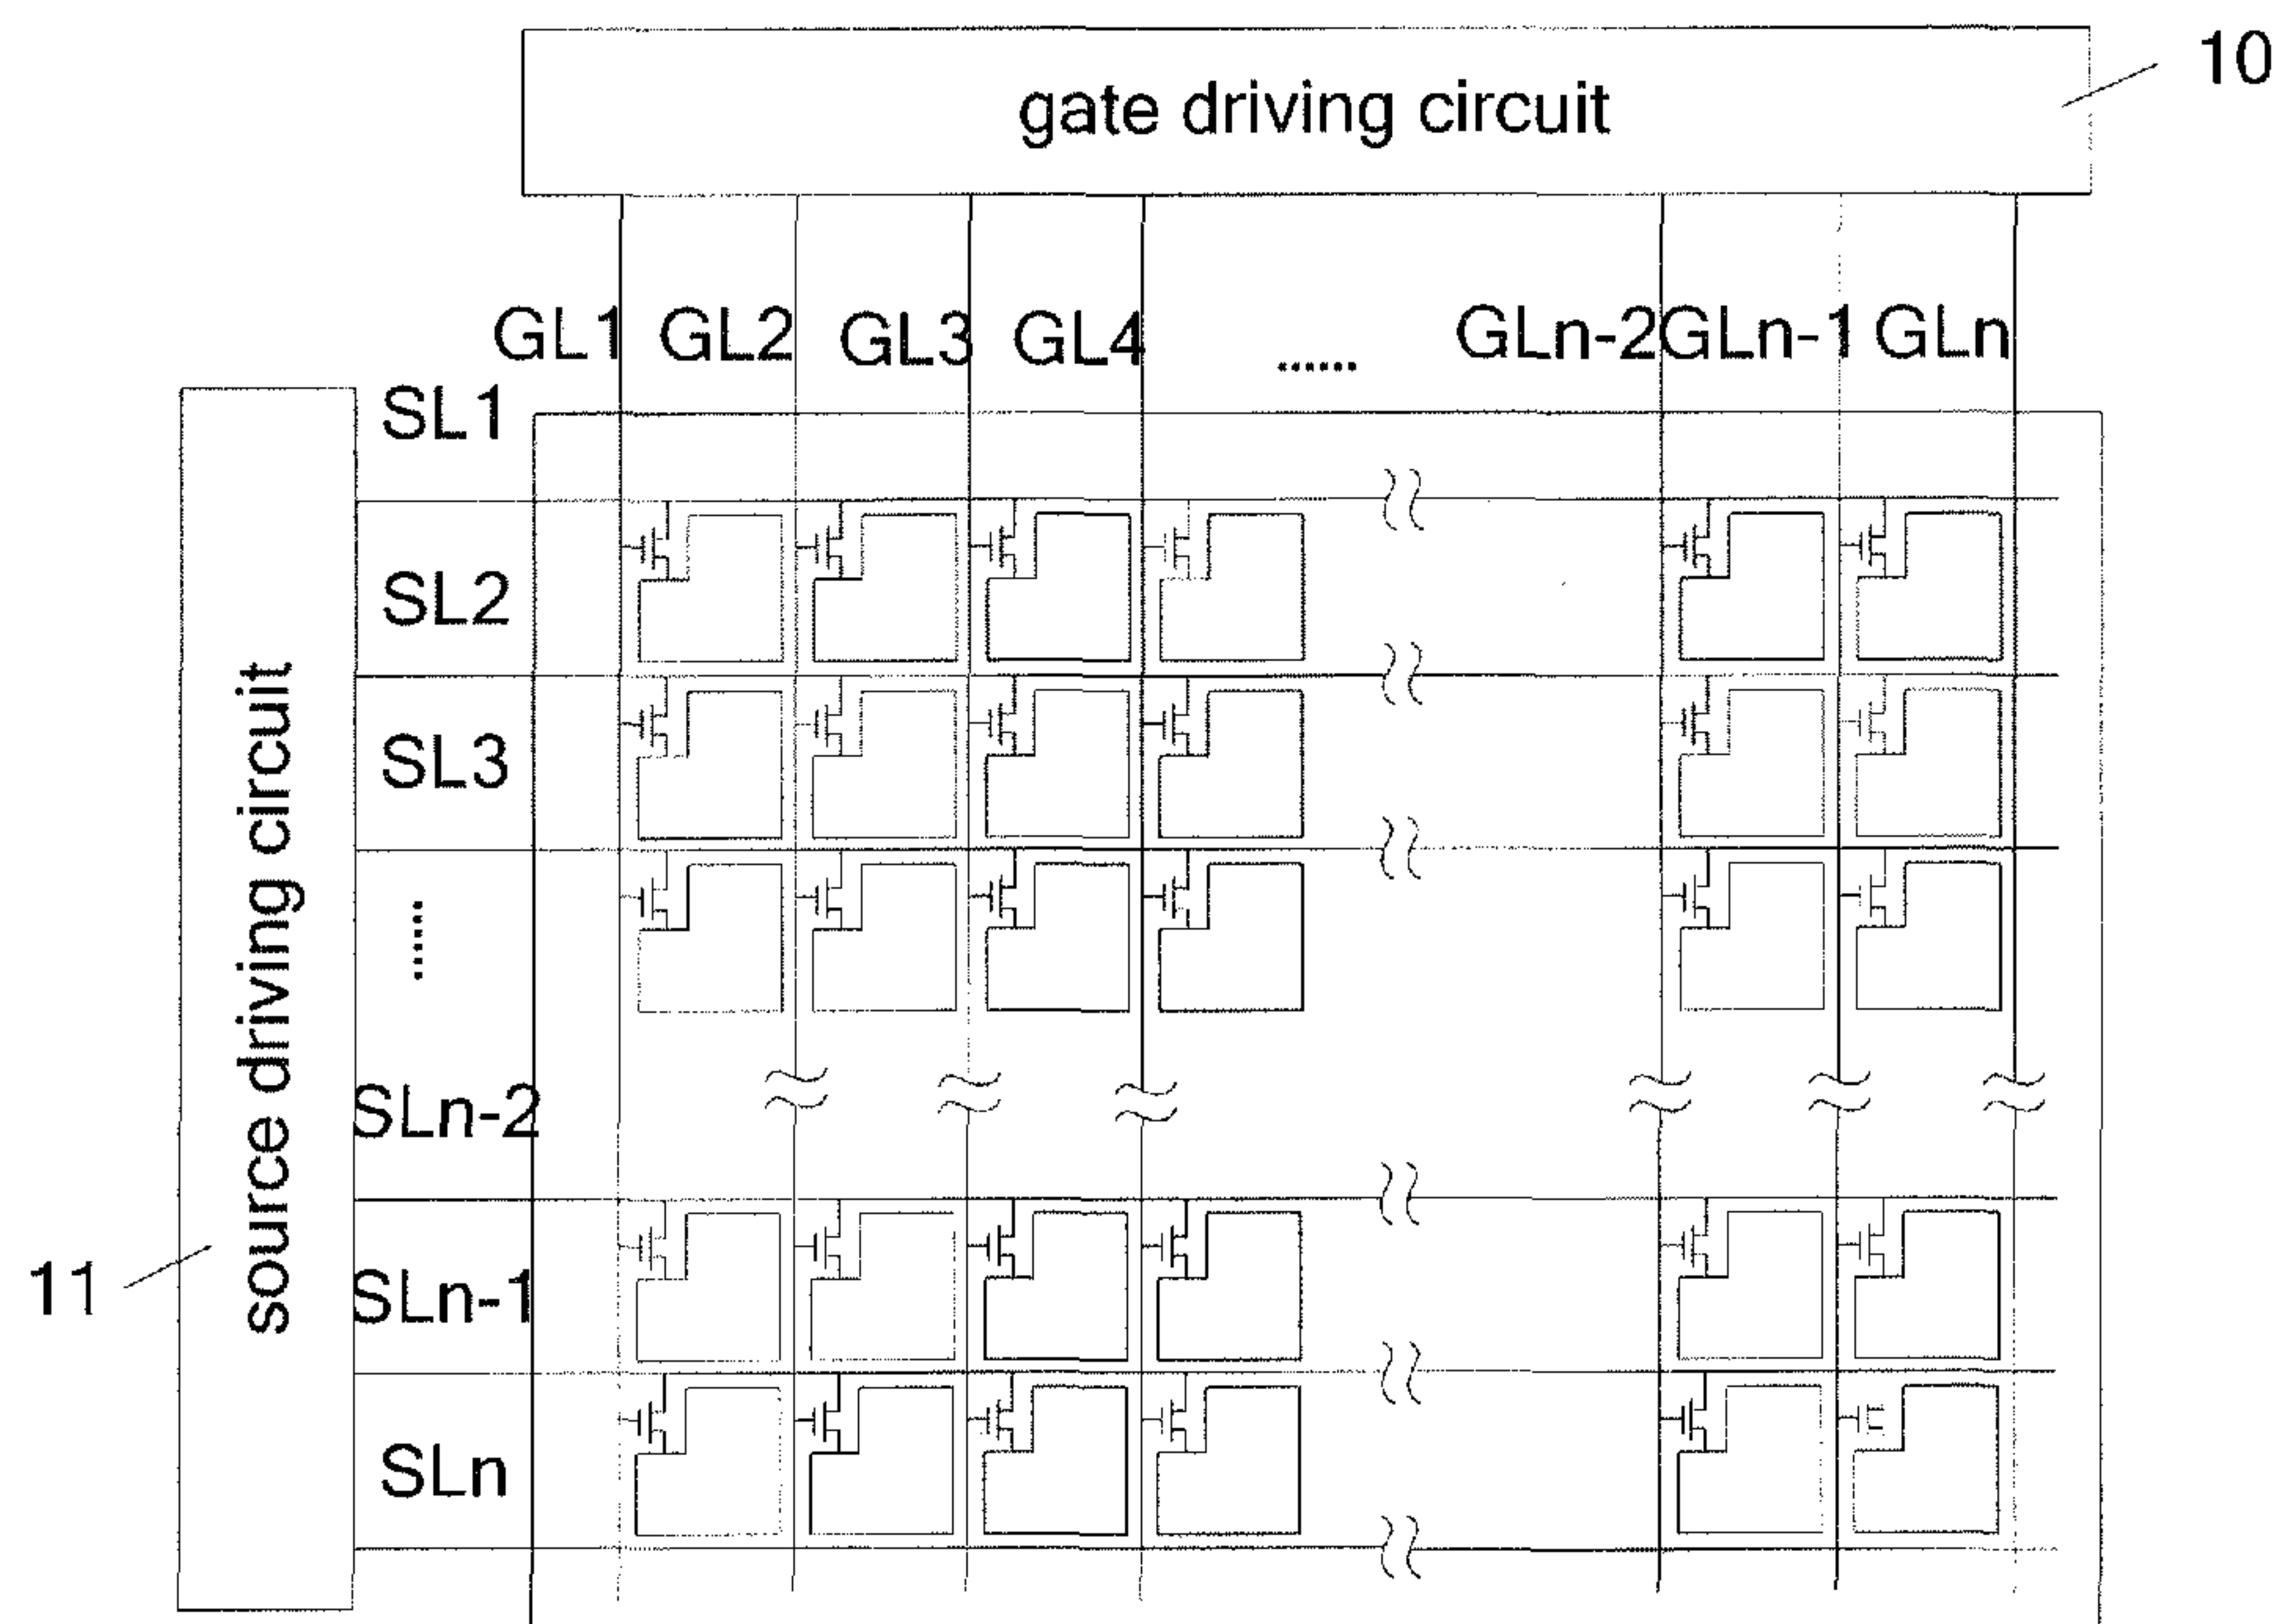 gate driving circuit
10
GL1 GL2 GL3 GL4 ...... GLn-2 GLn-1 GLn
SL1
SL2
SL3
......
SLn-2
SLn-1
SLn
source driving circuit
11